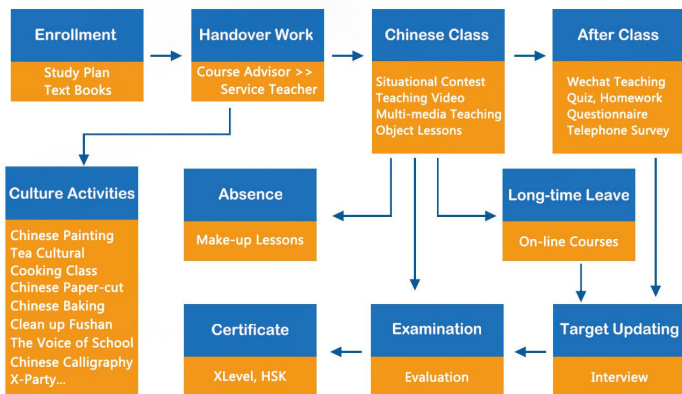 Enrollment
Study Plan
Text Books
Handover Work
Course Advisor >>
Service Teacher
Chinese Class
Situational Contest
Teaching Video
Multi-media Teaching
Object Lessons
After Class
Wechat Teaching
Quiz, Homework
Questionnaire
Telephone Survey
Culture Activities
Chinese Painting
Tea Cultural
Cooking Class
Chinese Paper-cut
Chinese Baking
Clean up Fushan
The Voice of School
Chinese Calligraphy
X-Party...
Absence
Make-up Lessons
Long-time Leave
On-line Courses
Certificate
XLevel, HSK
Examination
Evaluation
Target Updating
Interview